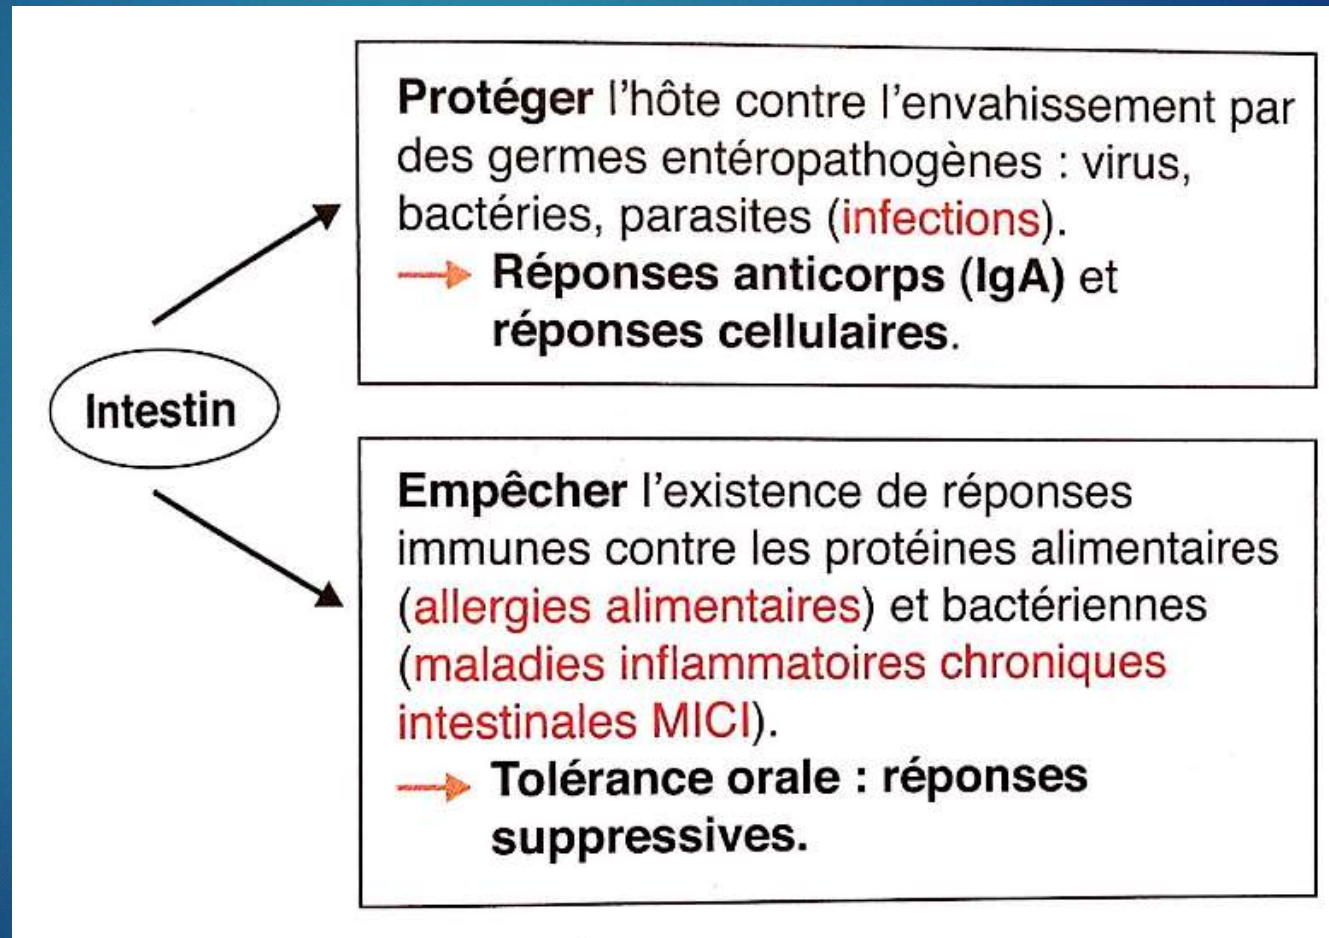 Protéger l'hôte contre l'envahissement par
des germes entéropathogènes : virus,
bactéries, parasites (infections).
Réponses anticorps (IgA) et
réponses cellulaires.
Intestin
Empêcher l'existence de réponses
immunes contre les protéines alimentaires
(allergies alimentaires) et bactériennes
(maladies inflammatoires chroniques
intestinales MICI).
Tolérance orale : réponses
suppressives.